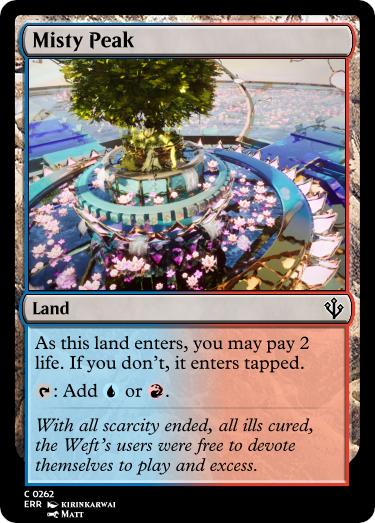 Misty Peak
Land
As this land enters, you may pay 2
life. If you don't, it enters tapped.
: Add or .
With all scarcity ended, all ills cured,
the Weft's users were free to devote
themselves to play and excess.
C 0262
ERR KIRINKARWAI
Matt